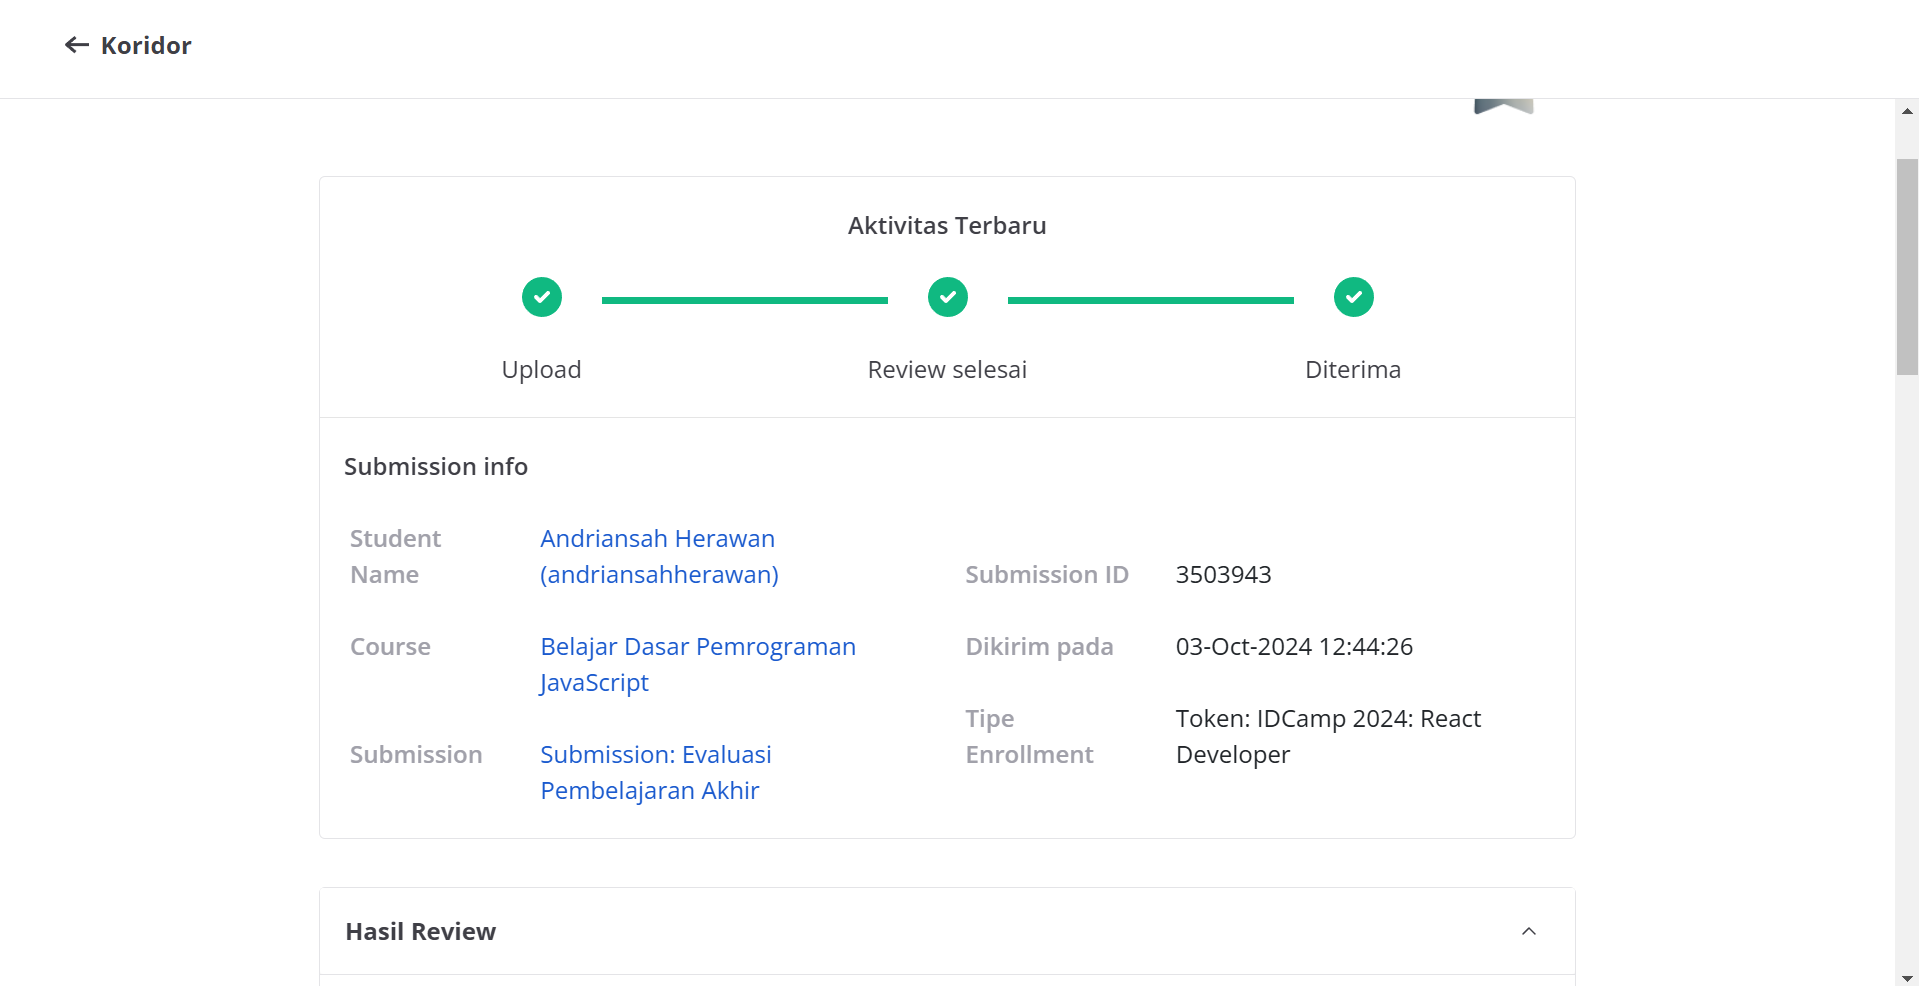 Koridor
Aktivitas Terbaru
Upload
Review selesai
Diterima
Submission info
Student
Name
Andriansah Herawan
(andriansahherawan)
Submission ID
3503943
Course
Belajar Dasar Pemrograman
JavaScript
Dikirim pada
03-Oct-2024 12:44:26
Submission
Submission: Evaluasi
Pembelajaran Akhir
Tipe
Enrollment
Token: IDCamp 2024: React
Developer
Hasil Review